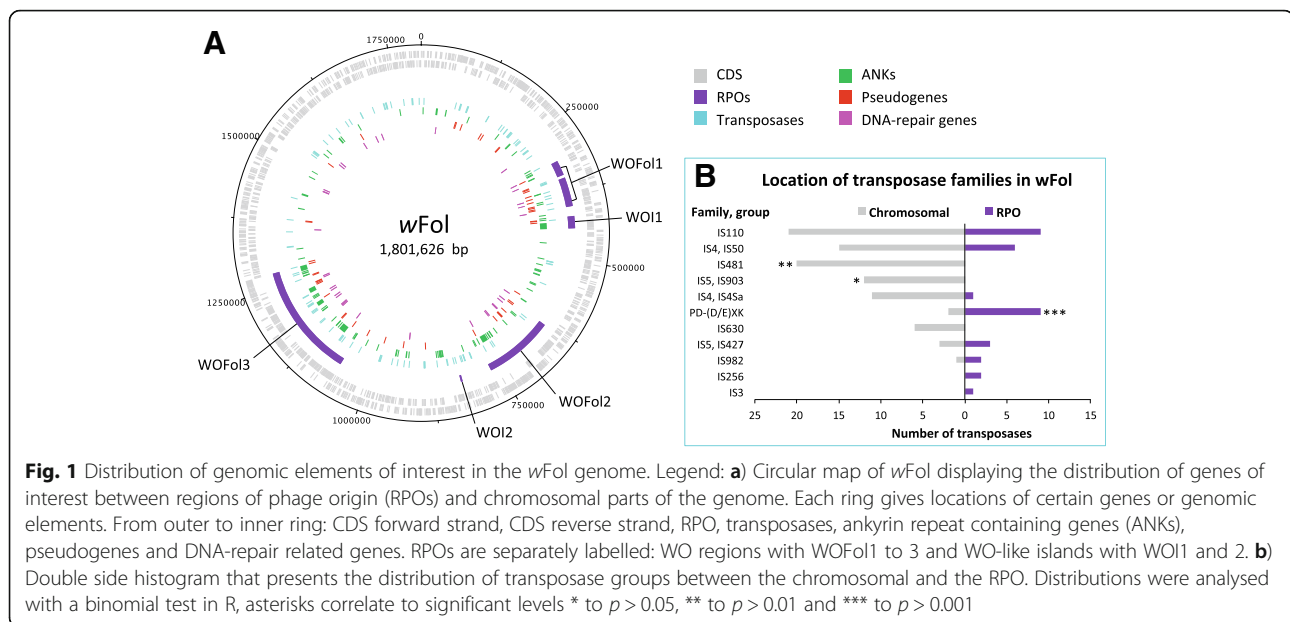 A
0
250000
500000
750000
1000000
1250000
1500000
1750000
wFol
1,801,626 bp
WOFol1
WOI1
WOFol2
WOI2
WOFol3
CDS
RPOs
Transposases
ANKs
Pseudogenes
DNA-repair genes
B
Location of transposase families in wFol
Family, group
Chromosomal
RPO
IS110
IS4, IS50
IS481 **
IS5, IS903 *
IS4, IS4Sa
PD-(D/E)XK ***
IS630
IS5, IS427
IS982
IS256
IS3
25 20 15 10 5 0 5 10 15
Number of transposases
Fig. 1 Distribution of genomic elements of interest in the wFol genome. Legend: a) Circular map of wFol displaying the distribution of genes of
interest between regions of phage origin (RPOs) and chromosomal parts of the genome. Each ring gives locations of certain genes or genomic
elements. From outer to inner ring: CDS forward strand, CDS reverse strand, RPO, transposases, ankyrin repeat containing genes (ANKs),
pseudogenes and DNA-repair related genes. RPOs are separately labelled: WO regions with WOFol1 to 3 and WO-like islands with WOI1 and 2. b)
Double side histogram that presents the distribution of transposase groups between the chromosomal and the RPO. Distributions were analysed
with a binomial test in R, asterisks correlate to significant levels * to p > 0.05, ** to p > 0.01 and *** to p > 0.001